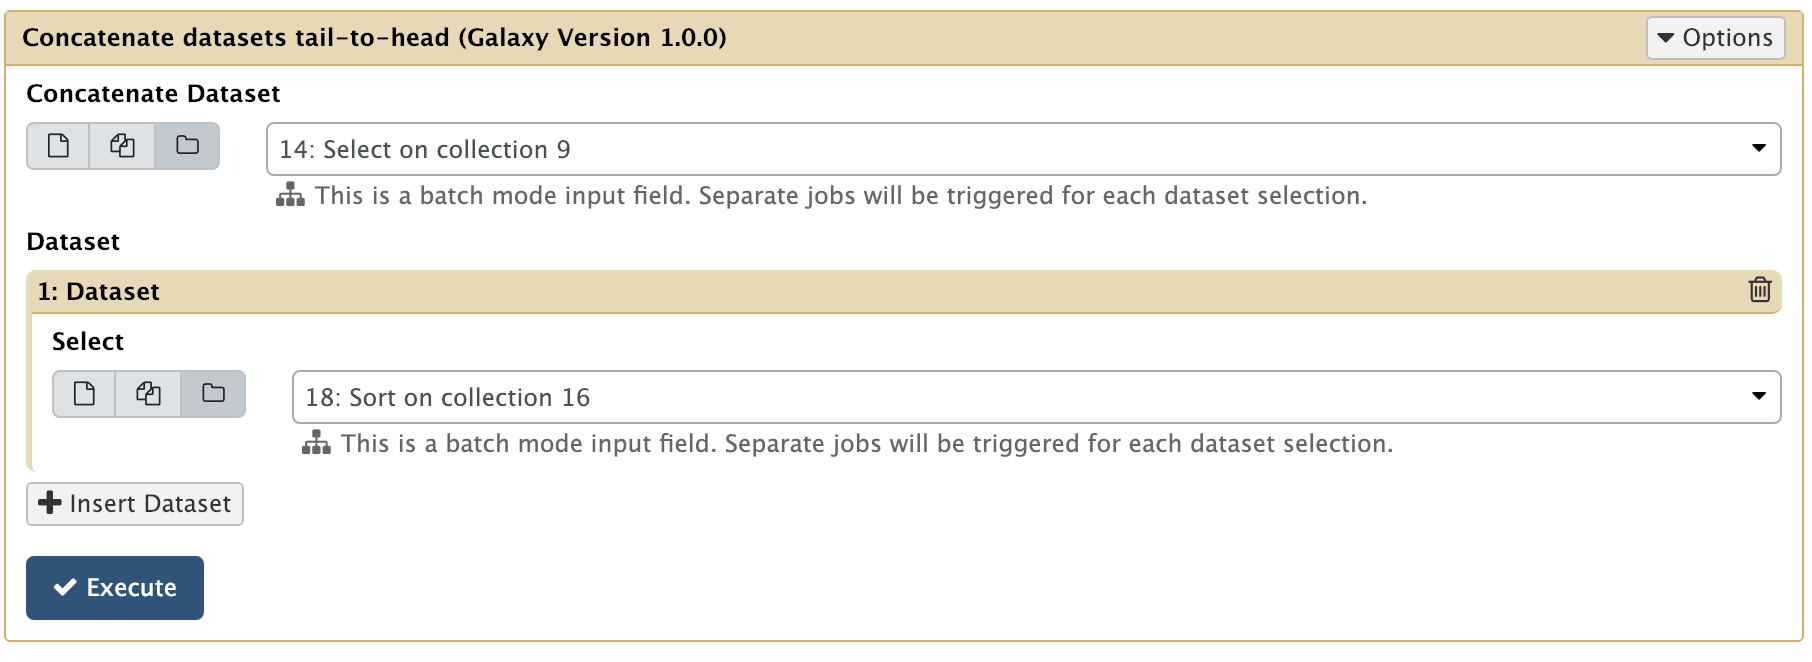 Concatenate datasets tail-to-head (Galaxy Version 1.0.0)
Options
Concatenate Dataset
14: Select on collection 9
This is a batch mode input field. Separate jobs will be triggered for each dataset selection.
Dataset
1: Dataset
Select
18: Sort on collection 16
This is a batch mode input field. Separate jobs will be triggered for each dataset selection.
Insert Dataset
Execute